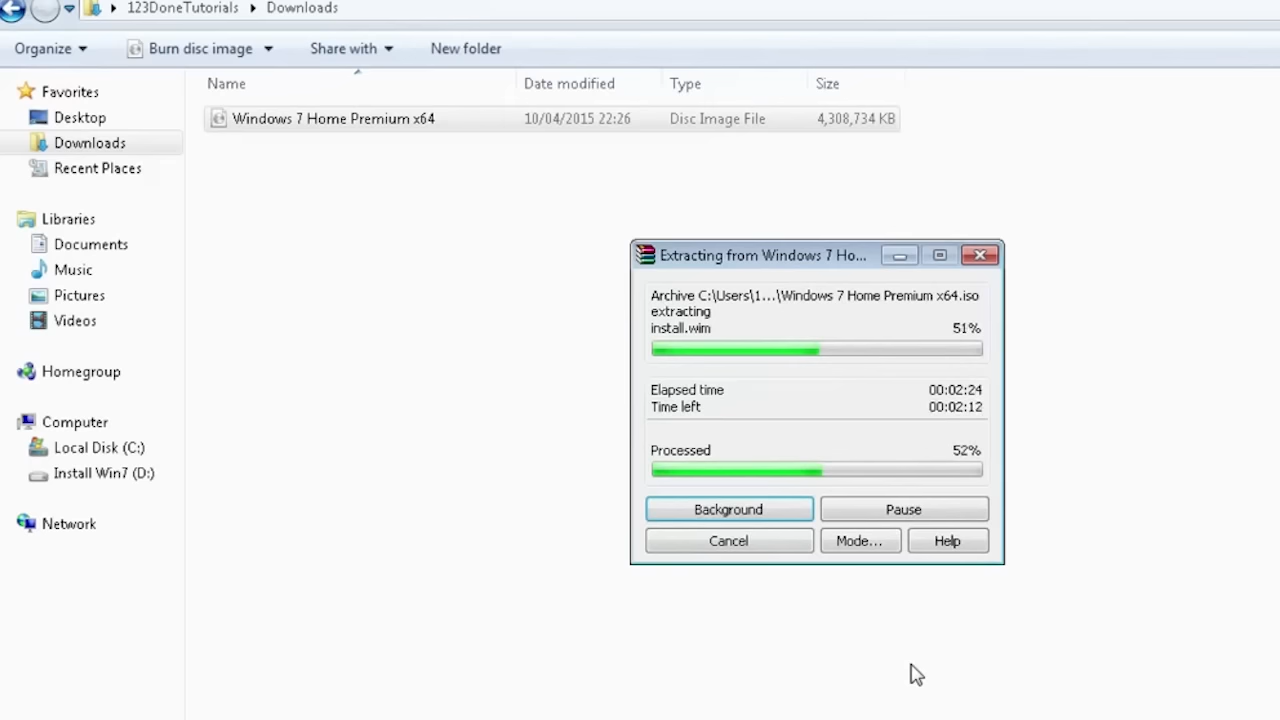 123DoneTutorials Downloads
Organize Burn disc image Share with New folder
Name Date modified Type Size
Windows 7 Home Premium x64 10/04/2015 22:26 Disc Image File 4,308,734 KB
Favorites
Desktop
Downloads
Recent Places
Libraries
Documents
Music
Pictures
Videos
Homegroup
Computer
Local Disk (C:)
Install Win7 (D:)
Network
Extracting from Windows 7 Ho...
Archive C:\Users\1...\Windows 7 Home Premium x64.iso
extracting
install.wim 51%
Elapsed time 00:02:24
Time left 00:02:12
Processed 52%
Background Pause
Cancel Mode... Help